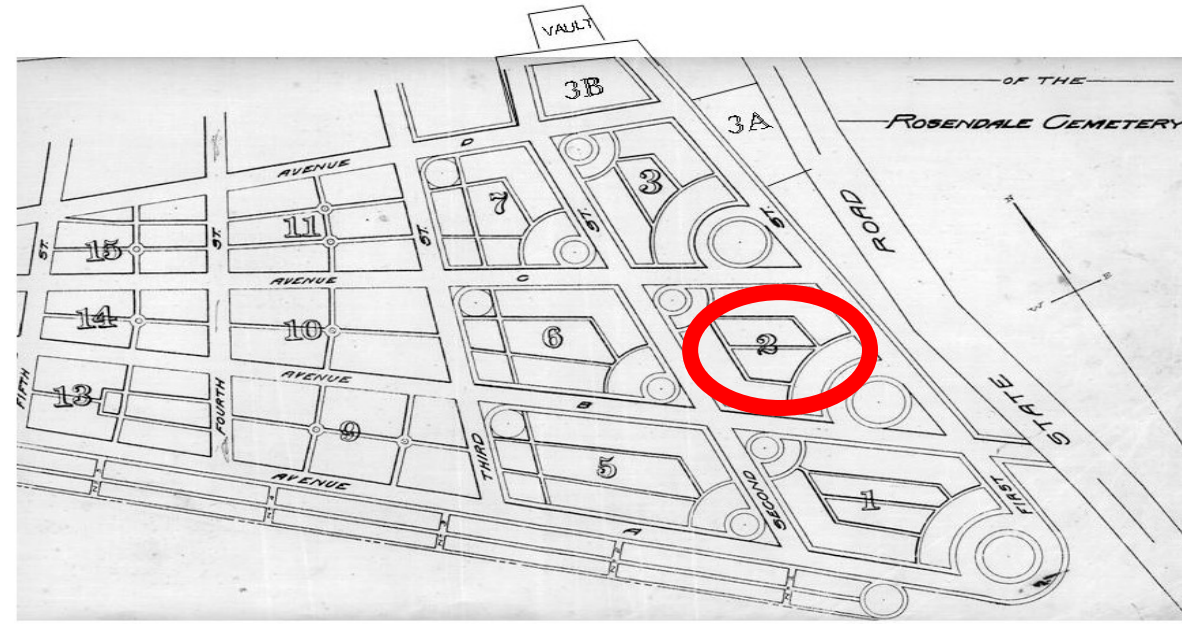 VAULT
3B
OF THE
ROSENDALE CEMETERY
3A
D
AVENUE
3
7
ST.
ST.
ROAD
11
ST.
ST.
15
ST.
C
AVENUE
14
10
6
2
AVENUE
B
STATE
13
FIFTH
FOURTH
9
THIRD
5
SECOND
1
FIRST
AVENUE
A